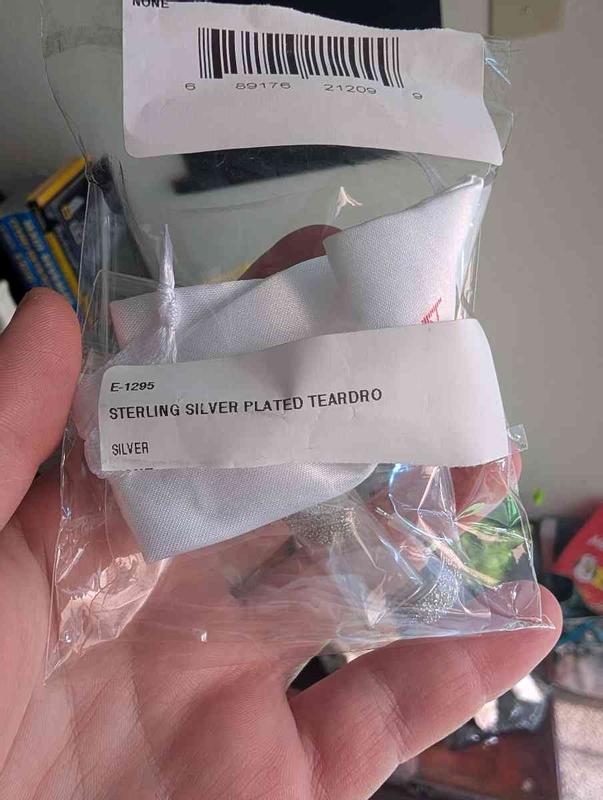 NONE
6 89176 21209 9
E-1295
STERLING SILVER PLATED TEARDRO
SILVER